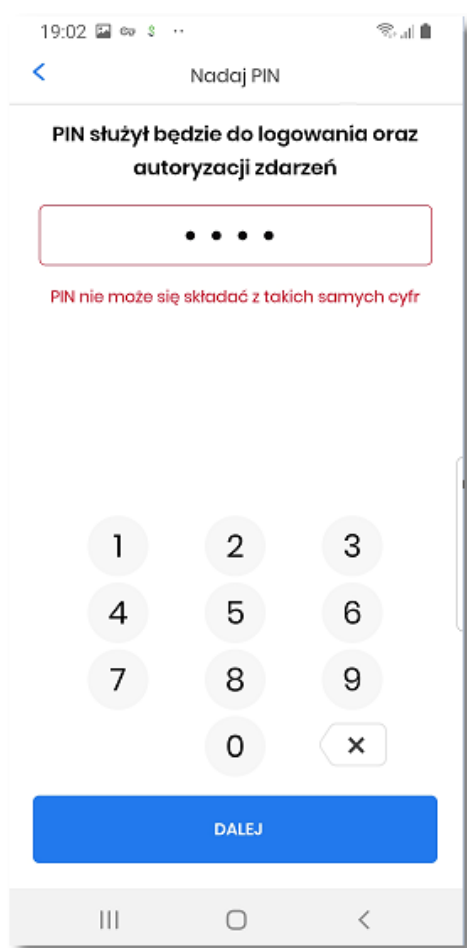 19:02
Nadaj PIN
PIN służył będzie do logowania oraz
autoryzacji zdarzeń
PIN nie może się składać z takich samych cyfr
1 2 3
4 5 6
7 8 9
0
DALEJ